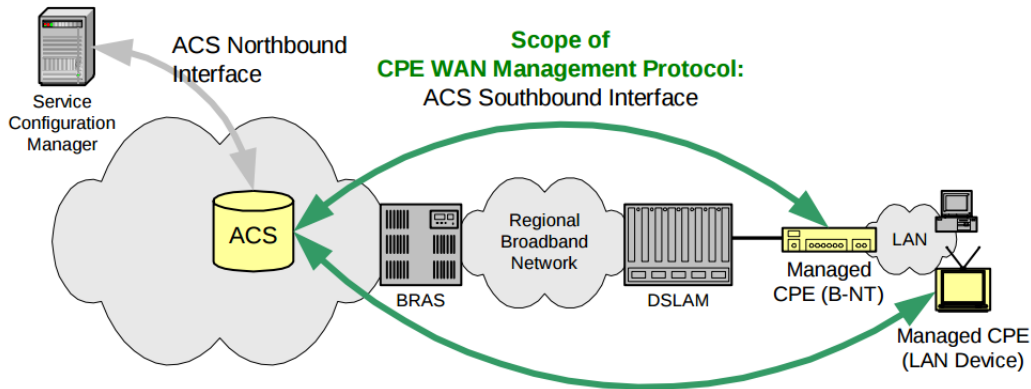 ACS Northbound
Interface
Scope of
CPE WAN Management Protocol:
ACS Southbound Interface
Service
Configuration
Manager
ACS
BRAS
Regional
Broadband
Network
DSLAM
Managed
CPE (B-NT)
LAN
Managed CPE
(LAN Device)